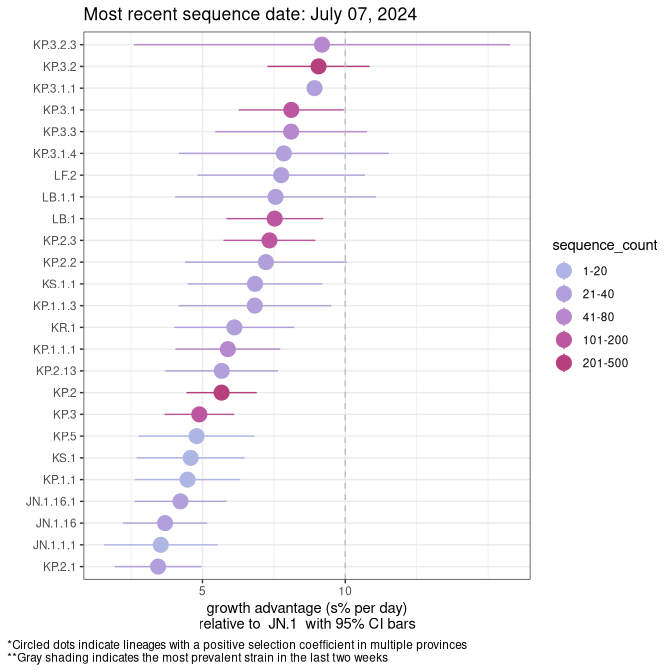 Most recent sequence date: July 07, 2024
KP.3.2.3
KP.3.2
KP.3.1.1
KP.3.1
KP.3.3
KP.3.1.4
LF.2
LB.1.1
LB.1
KP.2.3
KP.2.2
KS.1.1
KP.1.1.3
KR.1
KP.1.1.1
KP.2.13
KP.2
KP.3
KP.5
KS.1
KP.1.1
JN.1.16.1
JN.1.16
JN.1.1.1
KP.2.1
5 10
growth advantage (s% per day)
relative to JN.1 with 95% CI bars
sequence_count
1-20
21-40
41-80
101-200
201-500
*Circled dots indicate lineages with a positive selection coefficient in multiple provinces
**Gray shading indicates the most prevalent strain in the last two weeks